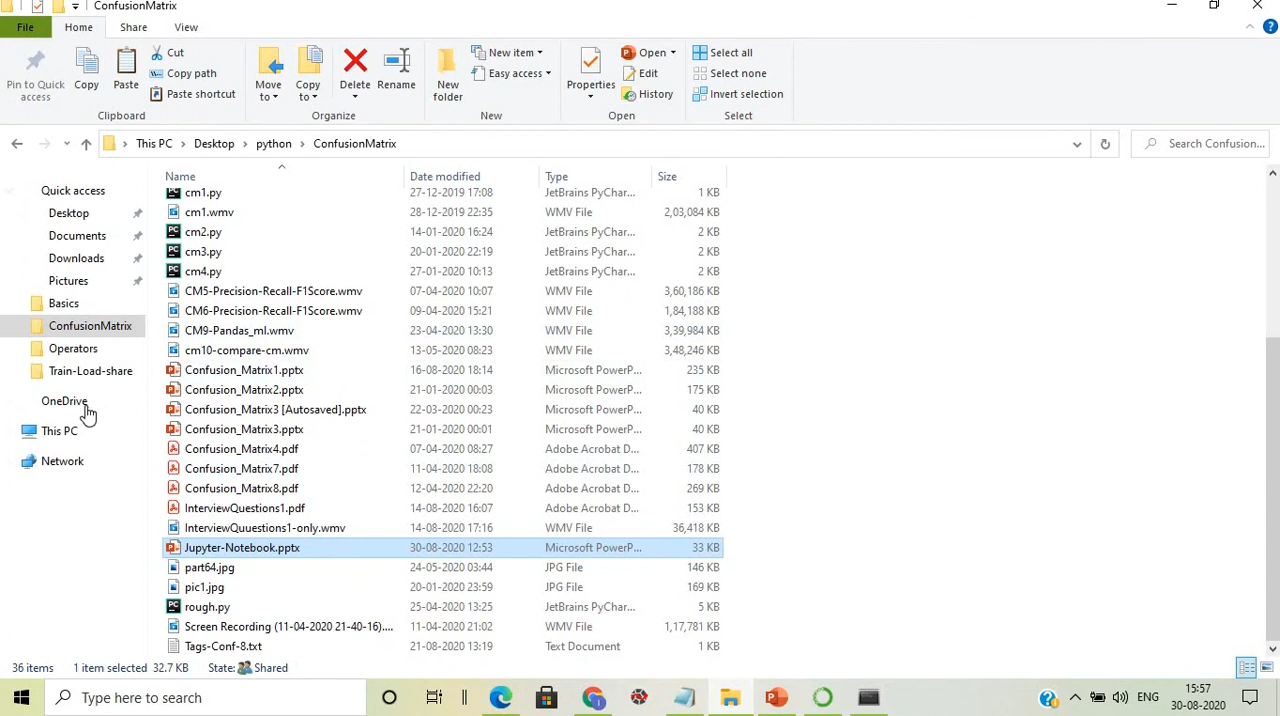 ConfusionMatrix
File Home Share View
Pin to Quick access
Copy
Paste
Cut
Copy path
Paste shortcut
Clipboard
Move to
Copy to
Delete
Rename
Organize
New folder
New item
Easy access
New
Properties
Open
Edit
History
Open
Select all
Select none
Invert selection
Select
This PC Desktop python ConfusionMatrix
Search Confusion...
Quick access
Desktop
Documents
Downloads
Pictures
Basics
ConfusionMatrix
Operators
Train-Load-share
OneDrive
This PC
Network
Name Date modified Type Size
cm1.py 27-12-2019 17:08 JetBrains PyChar... 1 KB
cm1.wmv 28-12-2019 22:35 WMV File 2,03,084 KB
cm2.py 14-01-2020 16:24 JetBrains PyChar... 2 KB
cm3.py 20-01-2020 22:19 JetBrains PyChar... 2 KB
cm4.py 27-01-2020 10:13 JetBrains PyChar... 2 KB
CM5-Precision-Recall-F1Score.wmv 07-04-2020 10:07 WMV File 3,60,186 KB
CM6-Precision-Recall-F1Score.wmv 09-04-2020 15:21 WMV File 1,84,188 KB
CM9-Pandas_ml.wmv 23-04-2020 13:30 WMV File 3,39,984 KB
cm10-compare-cm.wmv 13-05-2020 08:23 WMV File 3,48,246 KB
Confusion_Matrix1.pptx 16-08-2020 18:14 Microsoft PowerP... 235 KB
Confusion_Matrix2.pptx 21-01-2020 00:03 Microsoft PowerP... 175 KB
Confusion_Matrix3 [Autosaved].pptx 22-03-2020 00:23 Microsoft PowerP... 40 KB
Confusion_Matrix3.pptx 21-01-2020 00:03 Microsoft PowerP... 40 KB
Confusion_Matrix4.pdf 07-04-2020 08:27 Adobe Acrobat D... 407 KB
Confusion_Matrix7.pdf 11-04-2020 18:08 Adobe Acrobat D... 178 KB
Confusion_Matrix8.pdf 12-04-2020 22:20 Adobe Acrobat D... 269 KB
InterviewQuestions1.pdf 14-08-2020 16:07 Adobe Acrobat D... 153 KB
InterviewQuuestions1-only.wmv 14-08-2020 17:16 WMV File 36,418 KB
Jupyter-Notebook.pptx 30-08-2020 12:53 Microsoft PowerP... 33 KB
part64.jpg 24-05-2020 03:44 JPG File 146 KB
pic1.jpg 20-01-2020 23:59 JPG File 169 KB
rough.py 25-04-2020 13:25 JetBrains PyChar... 5 KB
Screen Recording (11-04-2020 21-40-16).... 11-04-2020 21:02 WMV File 1,17,781 KB
Tags-Conf-8.txt 21-08-2020 13:19 Text Document 1 KB
36 items 1 item selected 32.7 KB State: Shared
Type here to search
ENG
15:57
30-08-2020